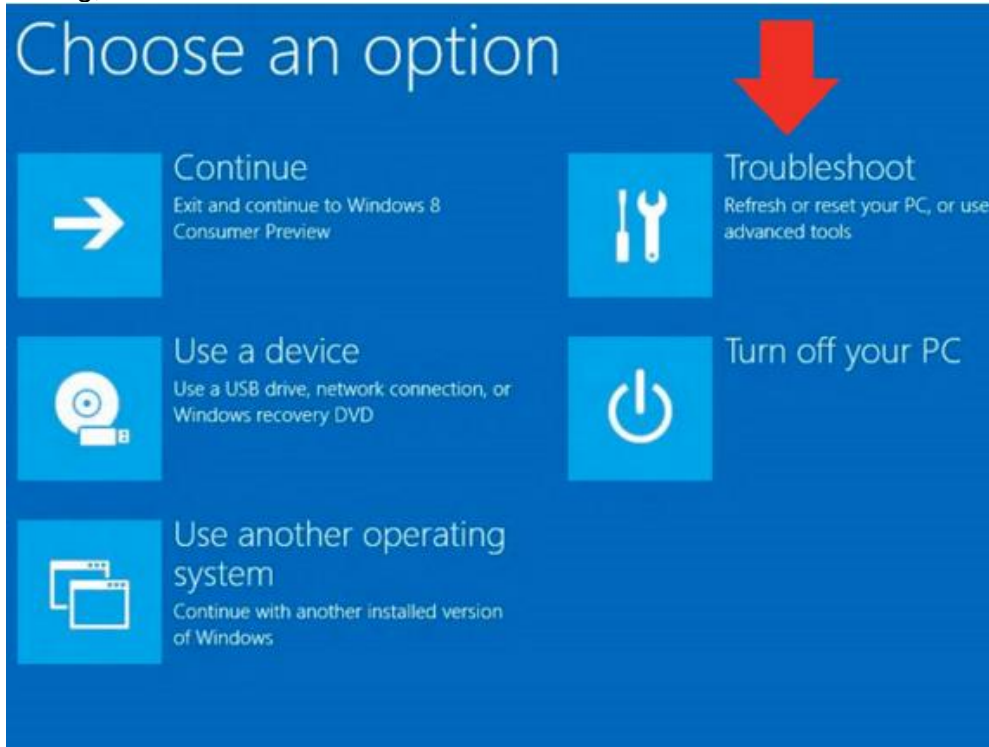 Choose an option
Continue
Exit and continue to Windows 8
Consumer Preview
Troubleshoot
Refresh or reset your PC, or use
advanced tools
Use a device
Use a USB drive, network connection, or
Windows recovery DVD
Turn off your PC
Use another operating
system
Continue with another installed version
of Windows